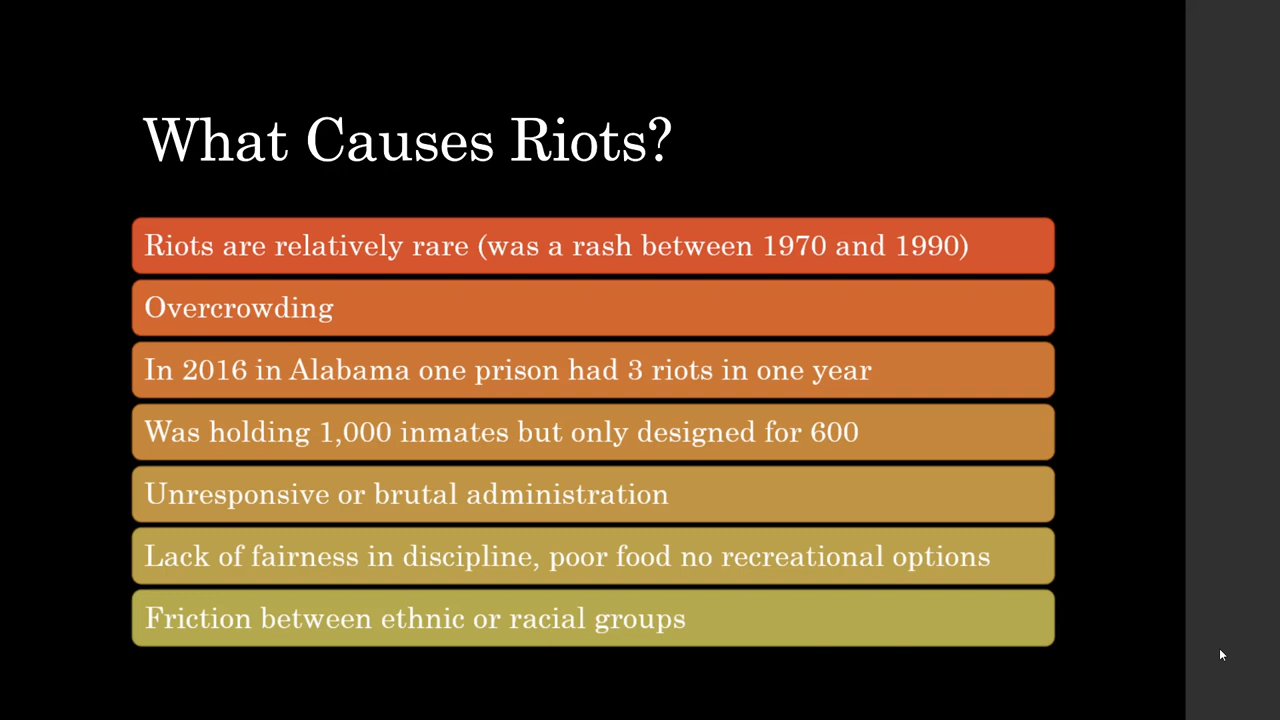 What Causes Riots?
Riots are relatively rare (was a rash between 1970 and 1990)
Overcrowding
In 2016 in Alabama one prison had 3 riots in one year
Was holding 1,000 inmates but only designed for 600
Unresponsive or brutal administration
Lack of fairness in discipline, poor food no recreational options
Friction between ethnic or racial groups